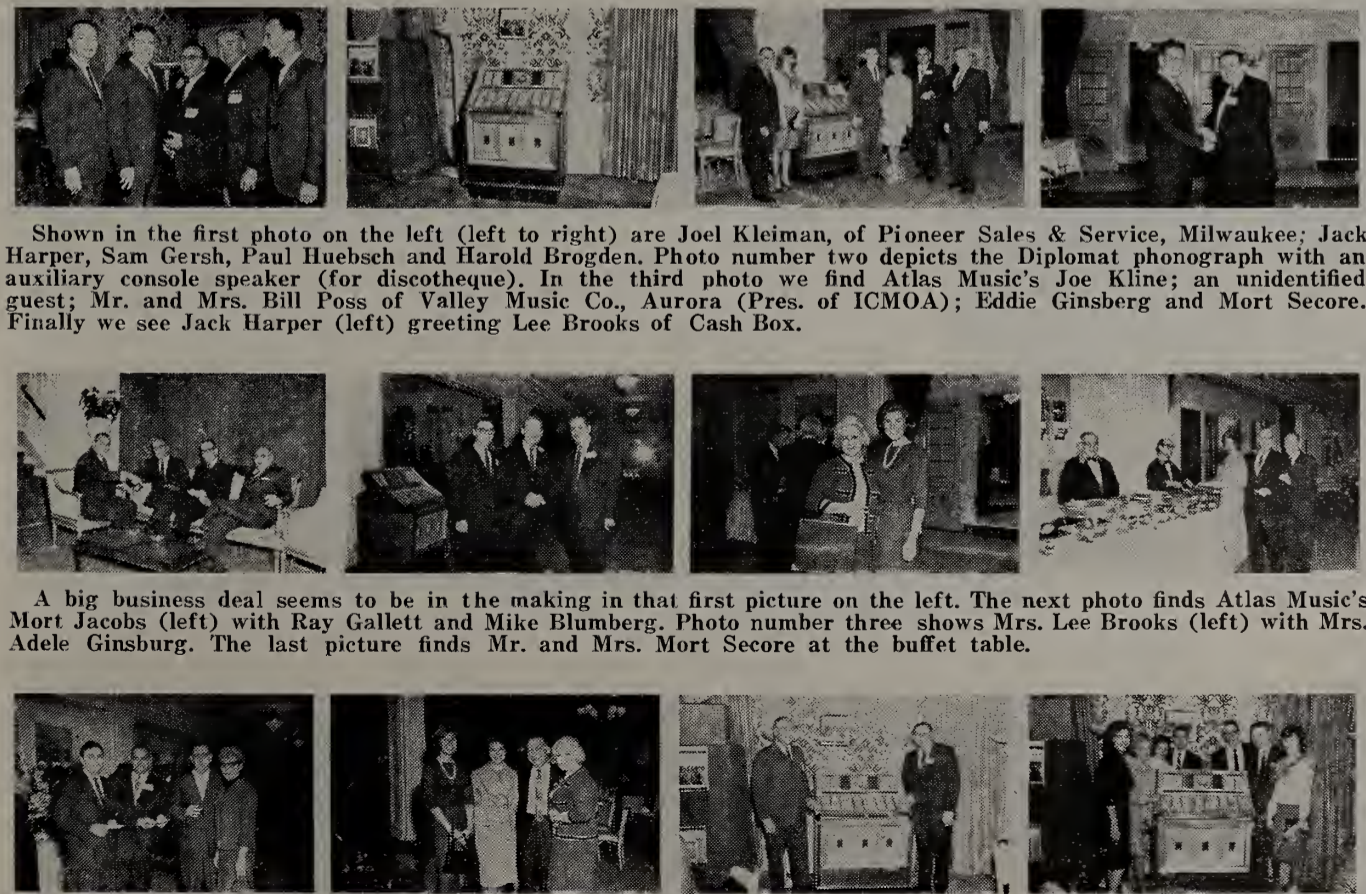 Shown in the first photo on the left (left to right) are Joel Kleiman, of Pioneer Sales & Service, Milwaukee; Jack
Harper, Sam Gersh, Paul Huebsch and Harold Brogden. Photo number two depicts the Diplomat phonograph with an
auxiliary console speaker (for discotheque). In the third photo we find Atlas Music's Joe Kline; an unidentified
guest; Mr. and Mrs. Bill Poss of Valley Music Co., Aurora (Pres. of ICMOA); Eddie Ginsberg and Mort Secore.
Finally we see Jack Harper (left) greeting Lee Brooks of Cash Box.
A big business deal seems to be in the making in that first picture on the left. The next photo finds Atlas Music's
Mort Jacobs (left) with Ray Gallett and Mike Blumberg. Photo number three shows Mrs. Lee Brooks (left) with Mrs.
Adele Ginsburg. The last picture finds Mr. and Mrs. Mort Secore at the buffet table.